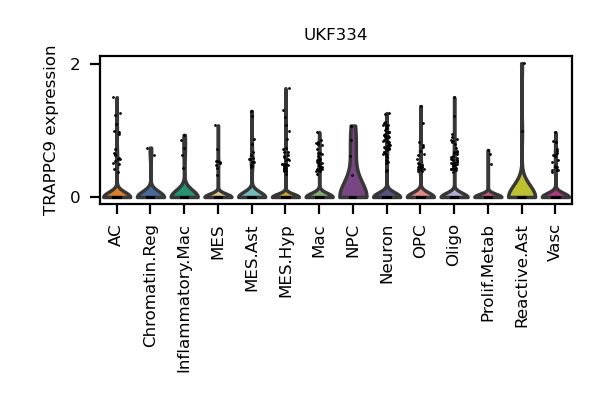 UKF334
TRAPPC9 expression
2
0
AC
Chromatin.Reg
Inflammatory.Mac
MES
MES.Ast
MES.Hyp
Mac
NPC
Neuron
OPC
Oligo
Prolif.Metab
Reactive.Ast
Vasc